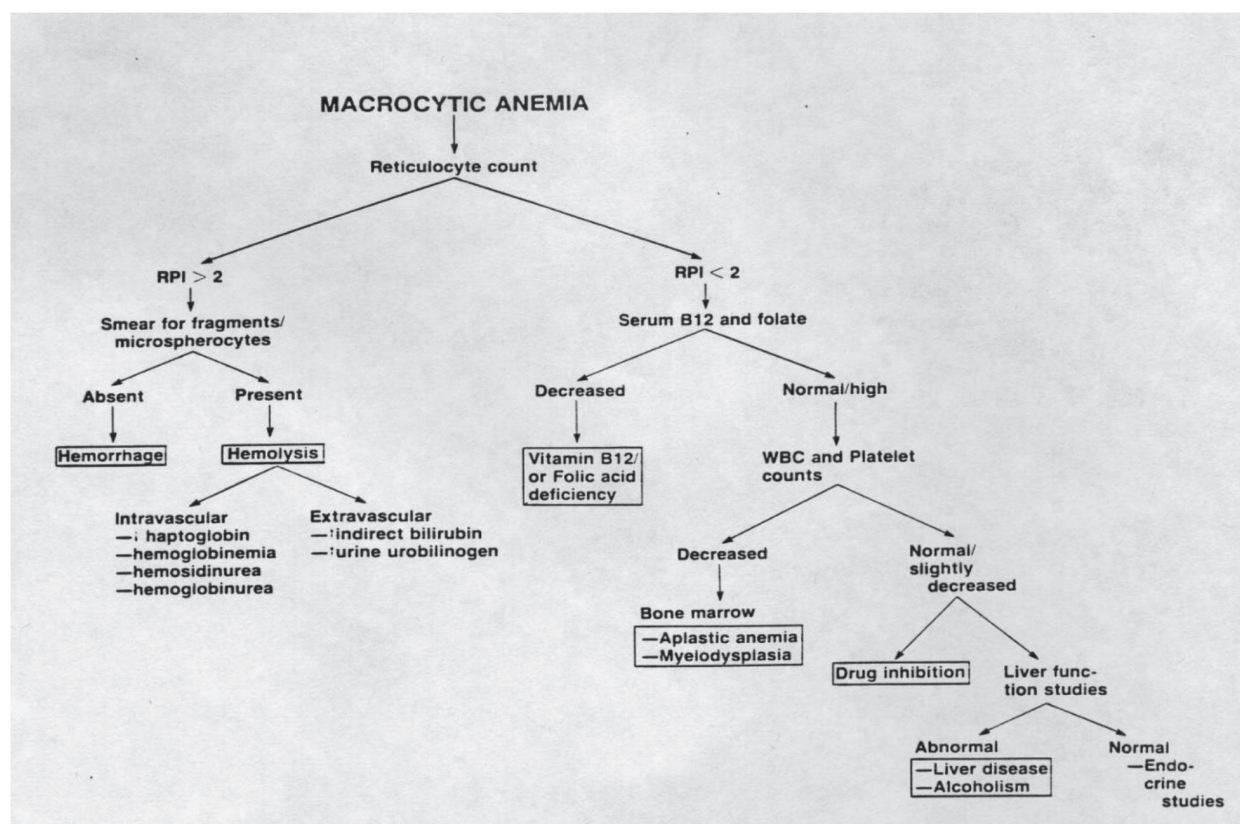 MACROCYTIC ANEMIA
Reticulocyte count
RPI > 2
RPI < 2
Smear for fragments/
microspherocytes
Serum B12 and folate
Absent
Present
Decreased
Normal/high
Hemorrhage
Hemolysis
Vitamin B12/
or Folic acid
deficiency
WBC and Platelet
counts
Intravascular
—↓ haptoglobin
—hemoglobinemia
—hemosidinurea
—hemoglobinurea
Extravascular
—↑indirect bilirubin
—↑urine urobilinogen
Decreased
Normal/
slightly
decreased
Bone marrow
—Aplastic anemia
—Myelodysplasia
Drug inhibition
Liver func-
tion studies
Abnormal
—Liver disease
—Alcoholism
Normal
—Endo-
crine
studies